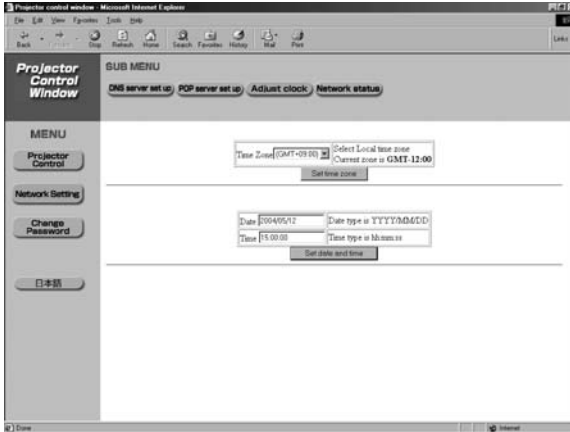 Projector control window - Microsoft Internet Explorer
File Edit View Favorites Tools Help
Back Stop Refresh Home Search Favorites History Mail Print
Links
Projector
Control
Window
SUB MENU
DNS server set up POP server set up Adjust clock Network status
MENU
Projector
Control
Network Setting
Change
Password
日本語
Time Zone (GMT+09:00) Select Local time zone
Current zone is GMT-12:00
Set time zone
Date 2004/05/12 Date type is YYYY/MM/DD
Time 15:00:00 Time type is hh:mm:ss
Set date and time
Done Internet